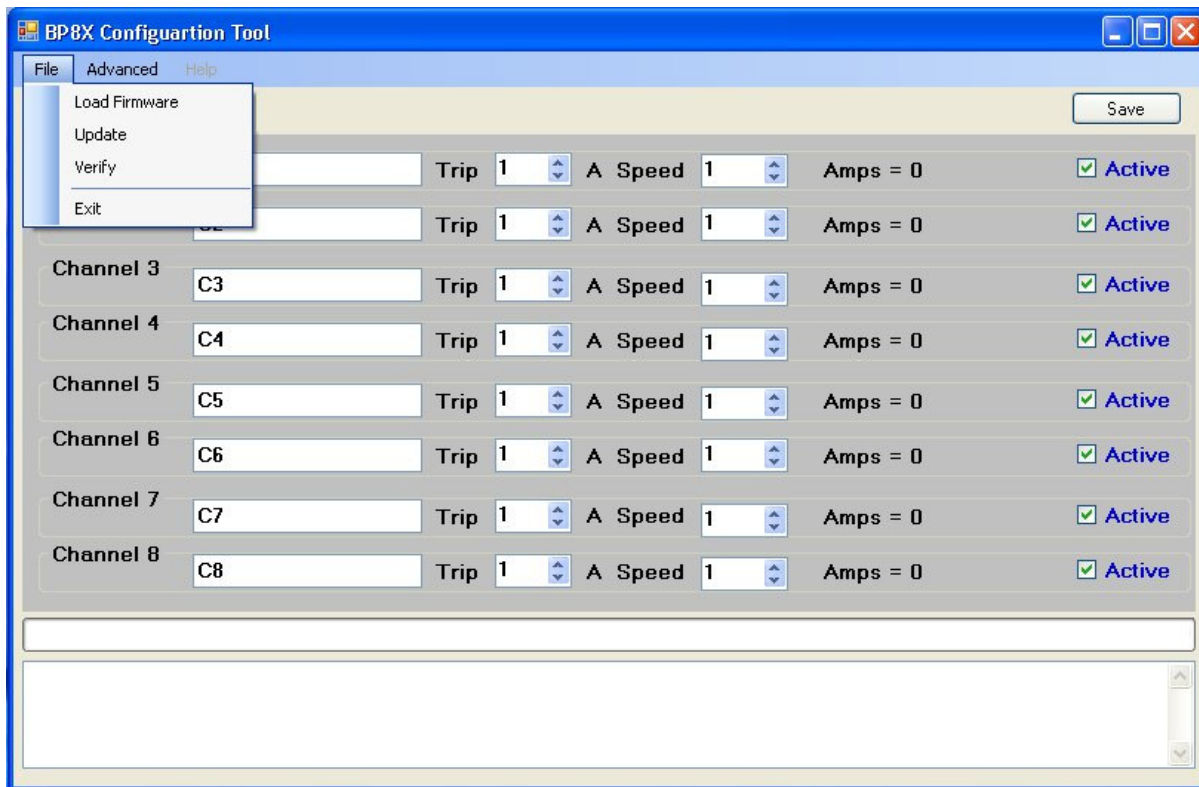 BP8X Configuartion Tool
File Advanced Help
Load Firmware
Update
Verify
Exit
Save
Trip 1 A Speed 1 Amps = 0 Active
Trip 1 A Speed 1 Amps = 0 Active
Channel 3 C3 Trip 1 A Speed 1 Amps = 0 Active
Channel 4 C4 Trip 1 A Speed 1 Amps = 0 Active
Channel 5 C5 Trip 1 A Speed 1 Amps = 0 Active
Channel 6 C6 Trip 1 A Speed 1 Amps = 0 Active
Channel 7 C7 Trip 1 A Speed 1 Amps = 0 Active
Channel 8 C8 Trip 1 A Speed 1 Amps = 0 Active